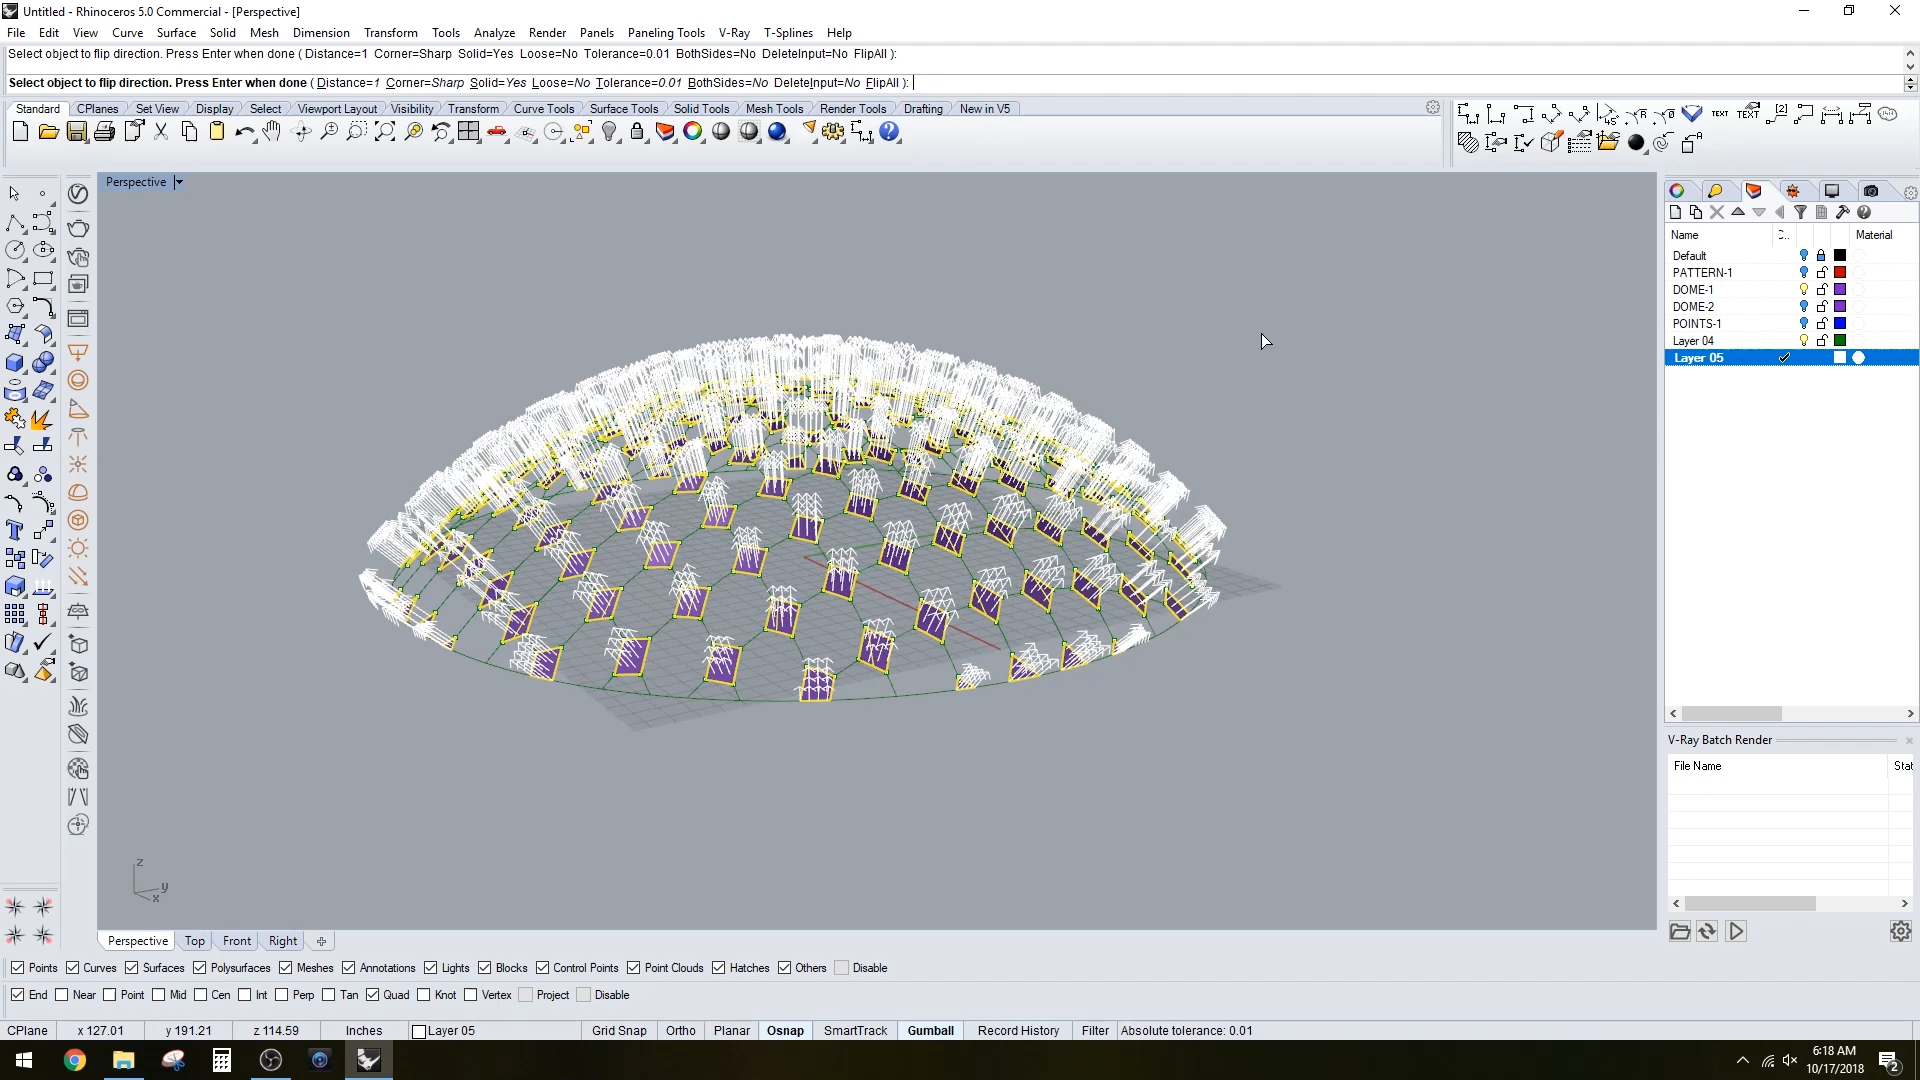 Untitled - Rhinoceros 5.0 Commercial - [Perspective]
File Edit View Curve Surface Solid Mesh Dimension Transform Tools Analyze Render Panels Paneling Tools V-Ray T-Splines Help
Select object to flip direction. Press Enter when done ( Distance=1 Corner=Sharp Solid=Yes Loose=No Tolerance=0.01 BothSides=No DeleteInput=No FlipAll ):
Select object to flip direction. Press Enter when done ( Distance=1 Corner=Sharp Solid=Yes Loose=No Tolerance=0.01 BothSides=No DeleteInput=No FlipAll ):
Standard CPlanes Set View Display Select Viewport Layout Visibility Transform Curve Tools Surface Tools Solid Tools Mesh Tools Render Tools Drafting New in V5
TEXT TEXT
Perspective
Name Material
Default
PATTERN-1
DOME-1
DOME-2
POINTS-1
Layer 04
Layer 05
V-Ray Batch Render
File Name Stat
z
y
x
Perspective Top Front Right
Points Curves Surfaces Polysurfaces Meshes Annotations Lights Blocks Control Points Point Clouds Hatches Others Disable
End Near Point Mid Cen Int Perp Tan Quad Knot Vertex Project Disable
CPlane x 127.01 y 191.21 z 114.59 Inches Layer 05 Grid Snap Ortho Planar Osnap SmartTrack Gumball Record History Filter Absolute tolerance: 0.01
6:18 AM
10/17/2018
2